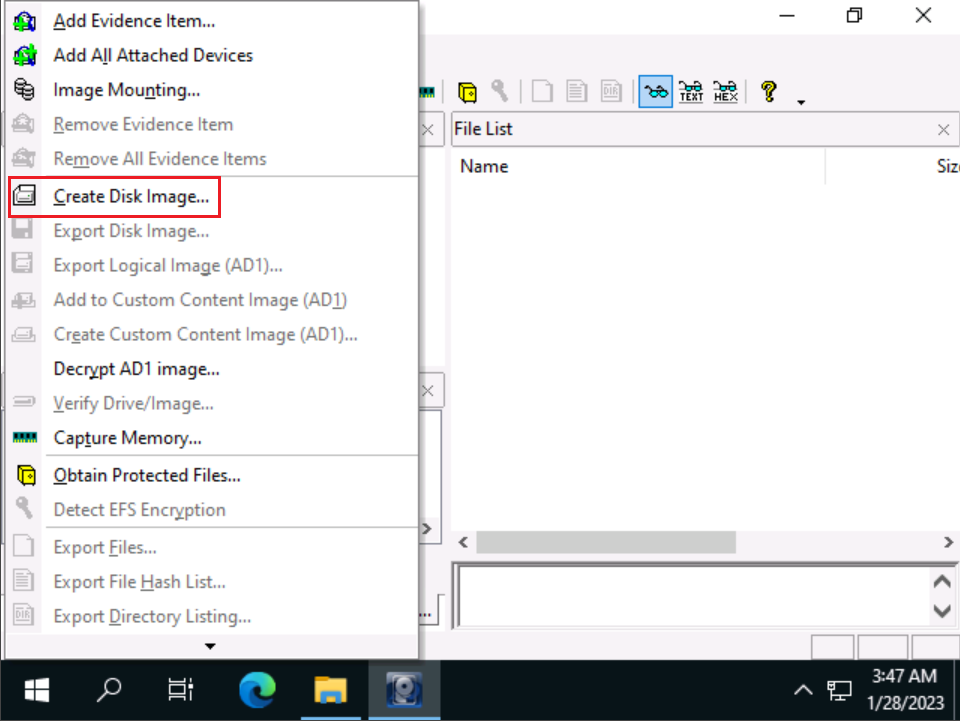 Add Evidence Item...
Add All Attached Devices
Image Mounting...
Remove Evidence Item
Remove All Evidence Items
Create Disk Image...
Export Disk Image...
Export Logical Image (AD1)...
Add to Custom Content Image (AD1)
Create Custom Content Image (AD1)...
Decrypt AD1 image...
Verify Drive/Image...
Capture Memory...
Obtain Protected Files...
Detect EFS Encryption
Export Files...
Export File Hash List...
DIR Export Directory Listing...
DIR TEXT HEX ?
File List
Name Siz
...
3:47 AM
1/28/2023